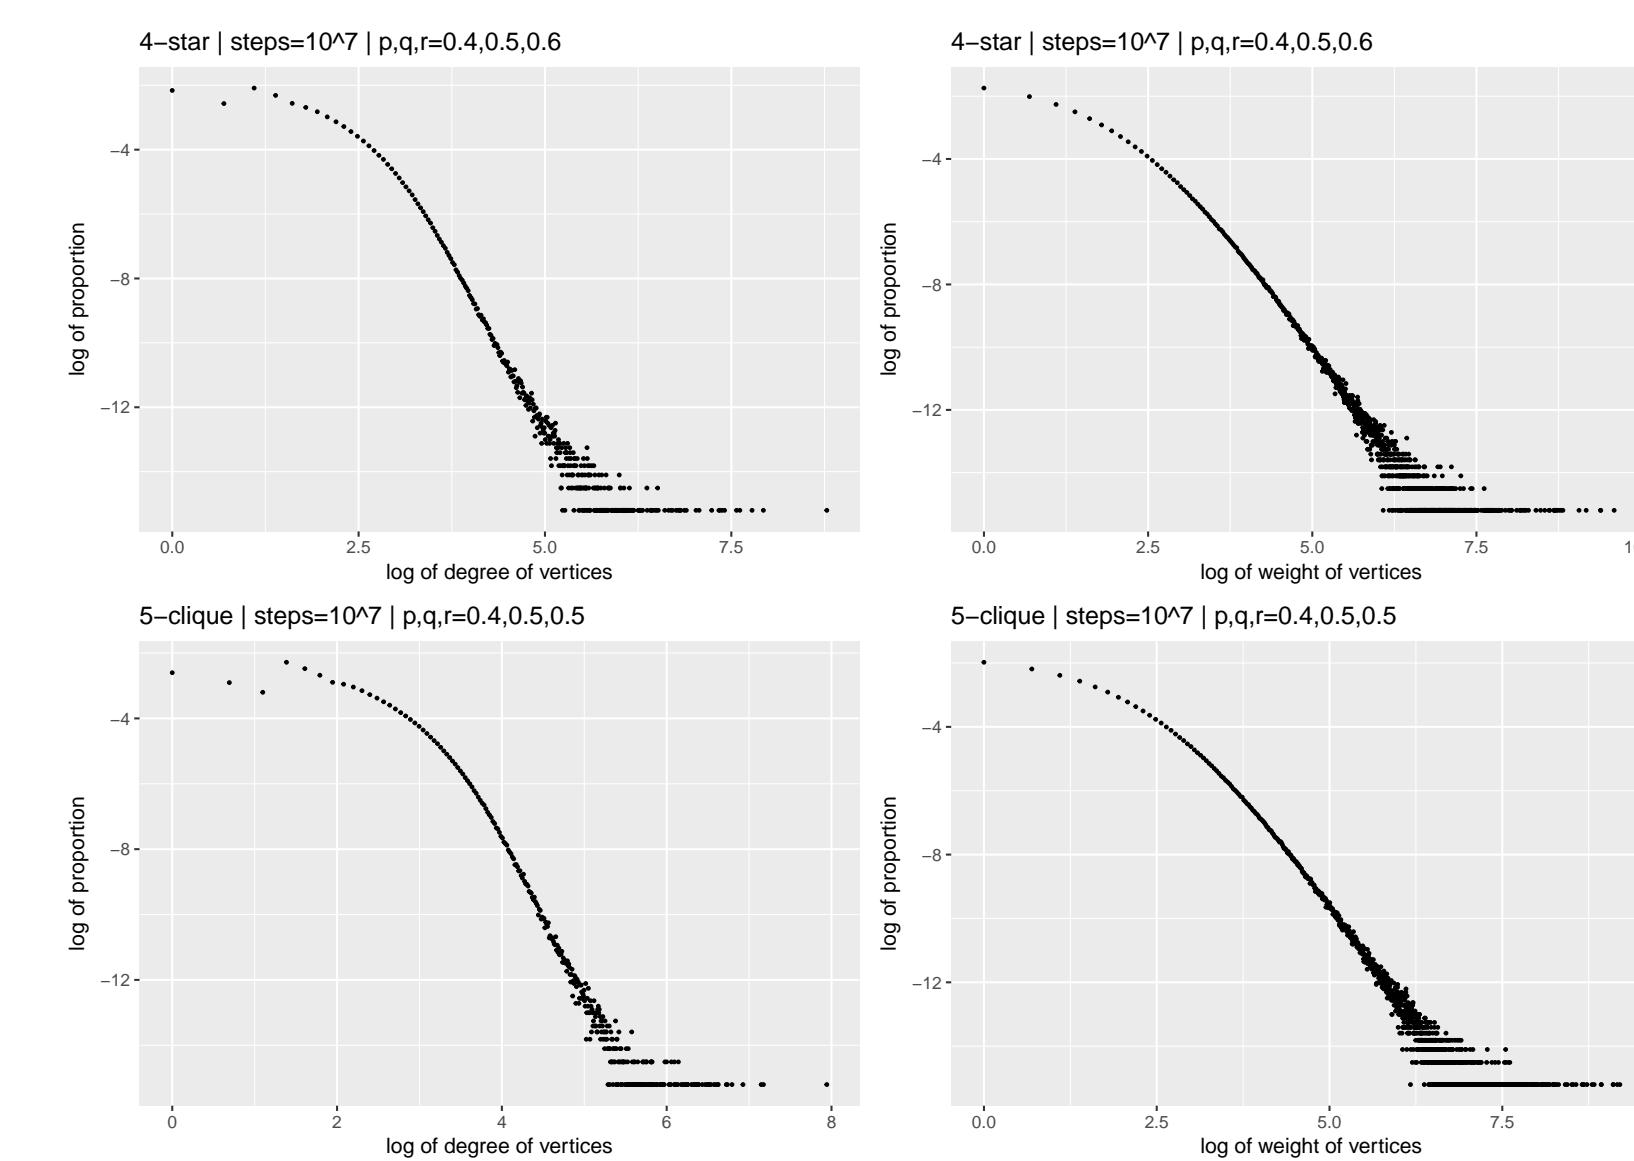 4−star | steps=10^7 | p,q,r=0.4,0.5,0.6
log of proportion
−4
−8
−12
0.0 2.5 5.0 7.5
log of degree of vertices
4−star | steps=10^7 | p,q,r=0.4,0.5,0.6
log of proportion
−4
−8
−12
0.0 2.5 5.0 7.5
log of weight of vertices
5−clique | steps=10^7 | p,q,r=0.4,0.5,0.5
log of proportion
−4
−8
−12
0 2 4 6 8
log of degree of vertices
5−clique | steps=10^7 | p,q,r=0.4,0.5,0.5
log of proportion
−4
−8
−12
0.0 2.5 5.0 7.5
log of weight of vertices